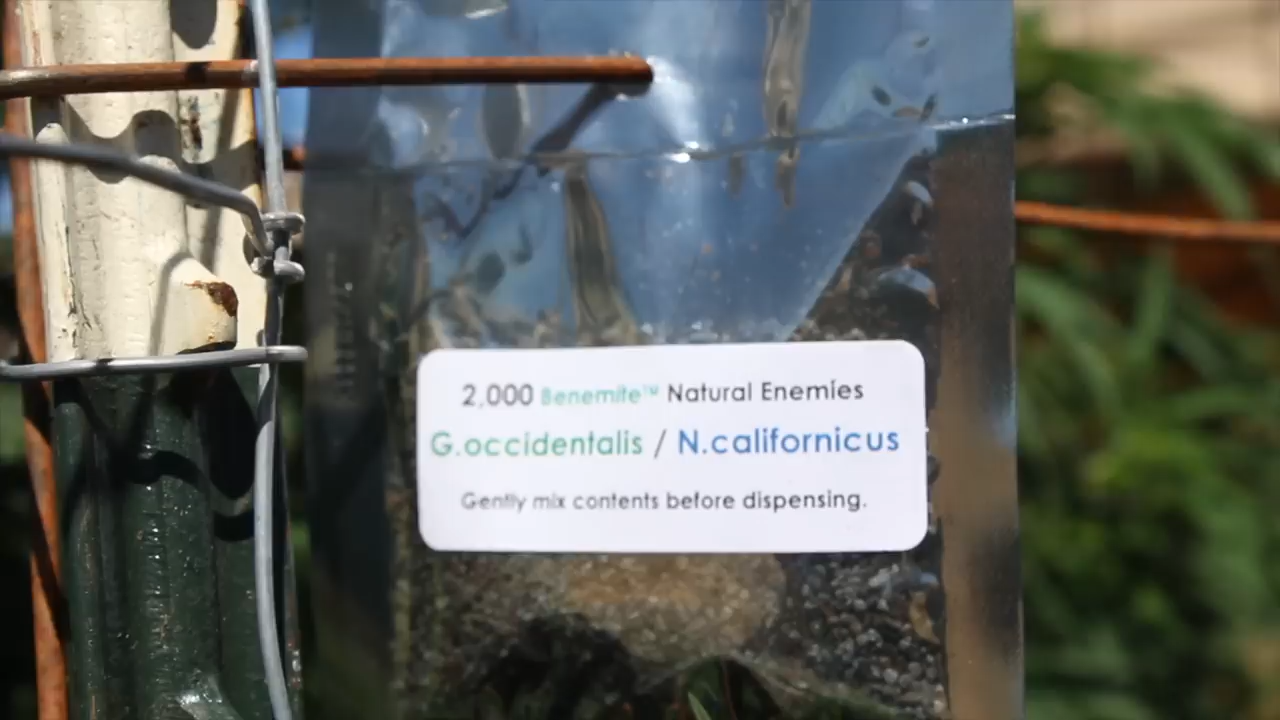 2,000 Benemite™ Natural Enemies
G.occidentalis / N.californicus
Gently mix contents before dispensing.